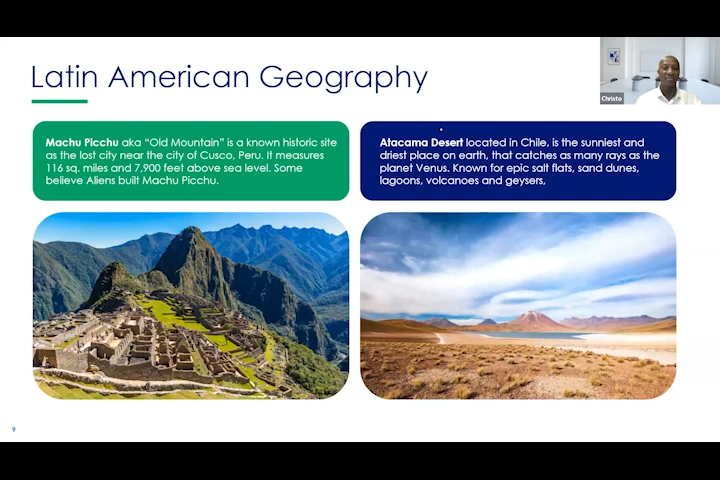 Latin American Geography
Christo
Machu Picchu aka “Old Mountain” is a known historic site
as the lost city near the city of Cusco, Peru. It measures
116 sq. miles and 7,900 feet above sea level. Some
believe Aliens built Machu Picchu.
Atacama Desert located in Chile, is the sunniest and
driest place on earth, that catches as many rays as the
planet Venus. Known for epic salt flats, sand dunes,
lagoons, volcanoes and geysers,
9